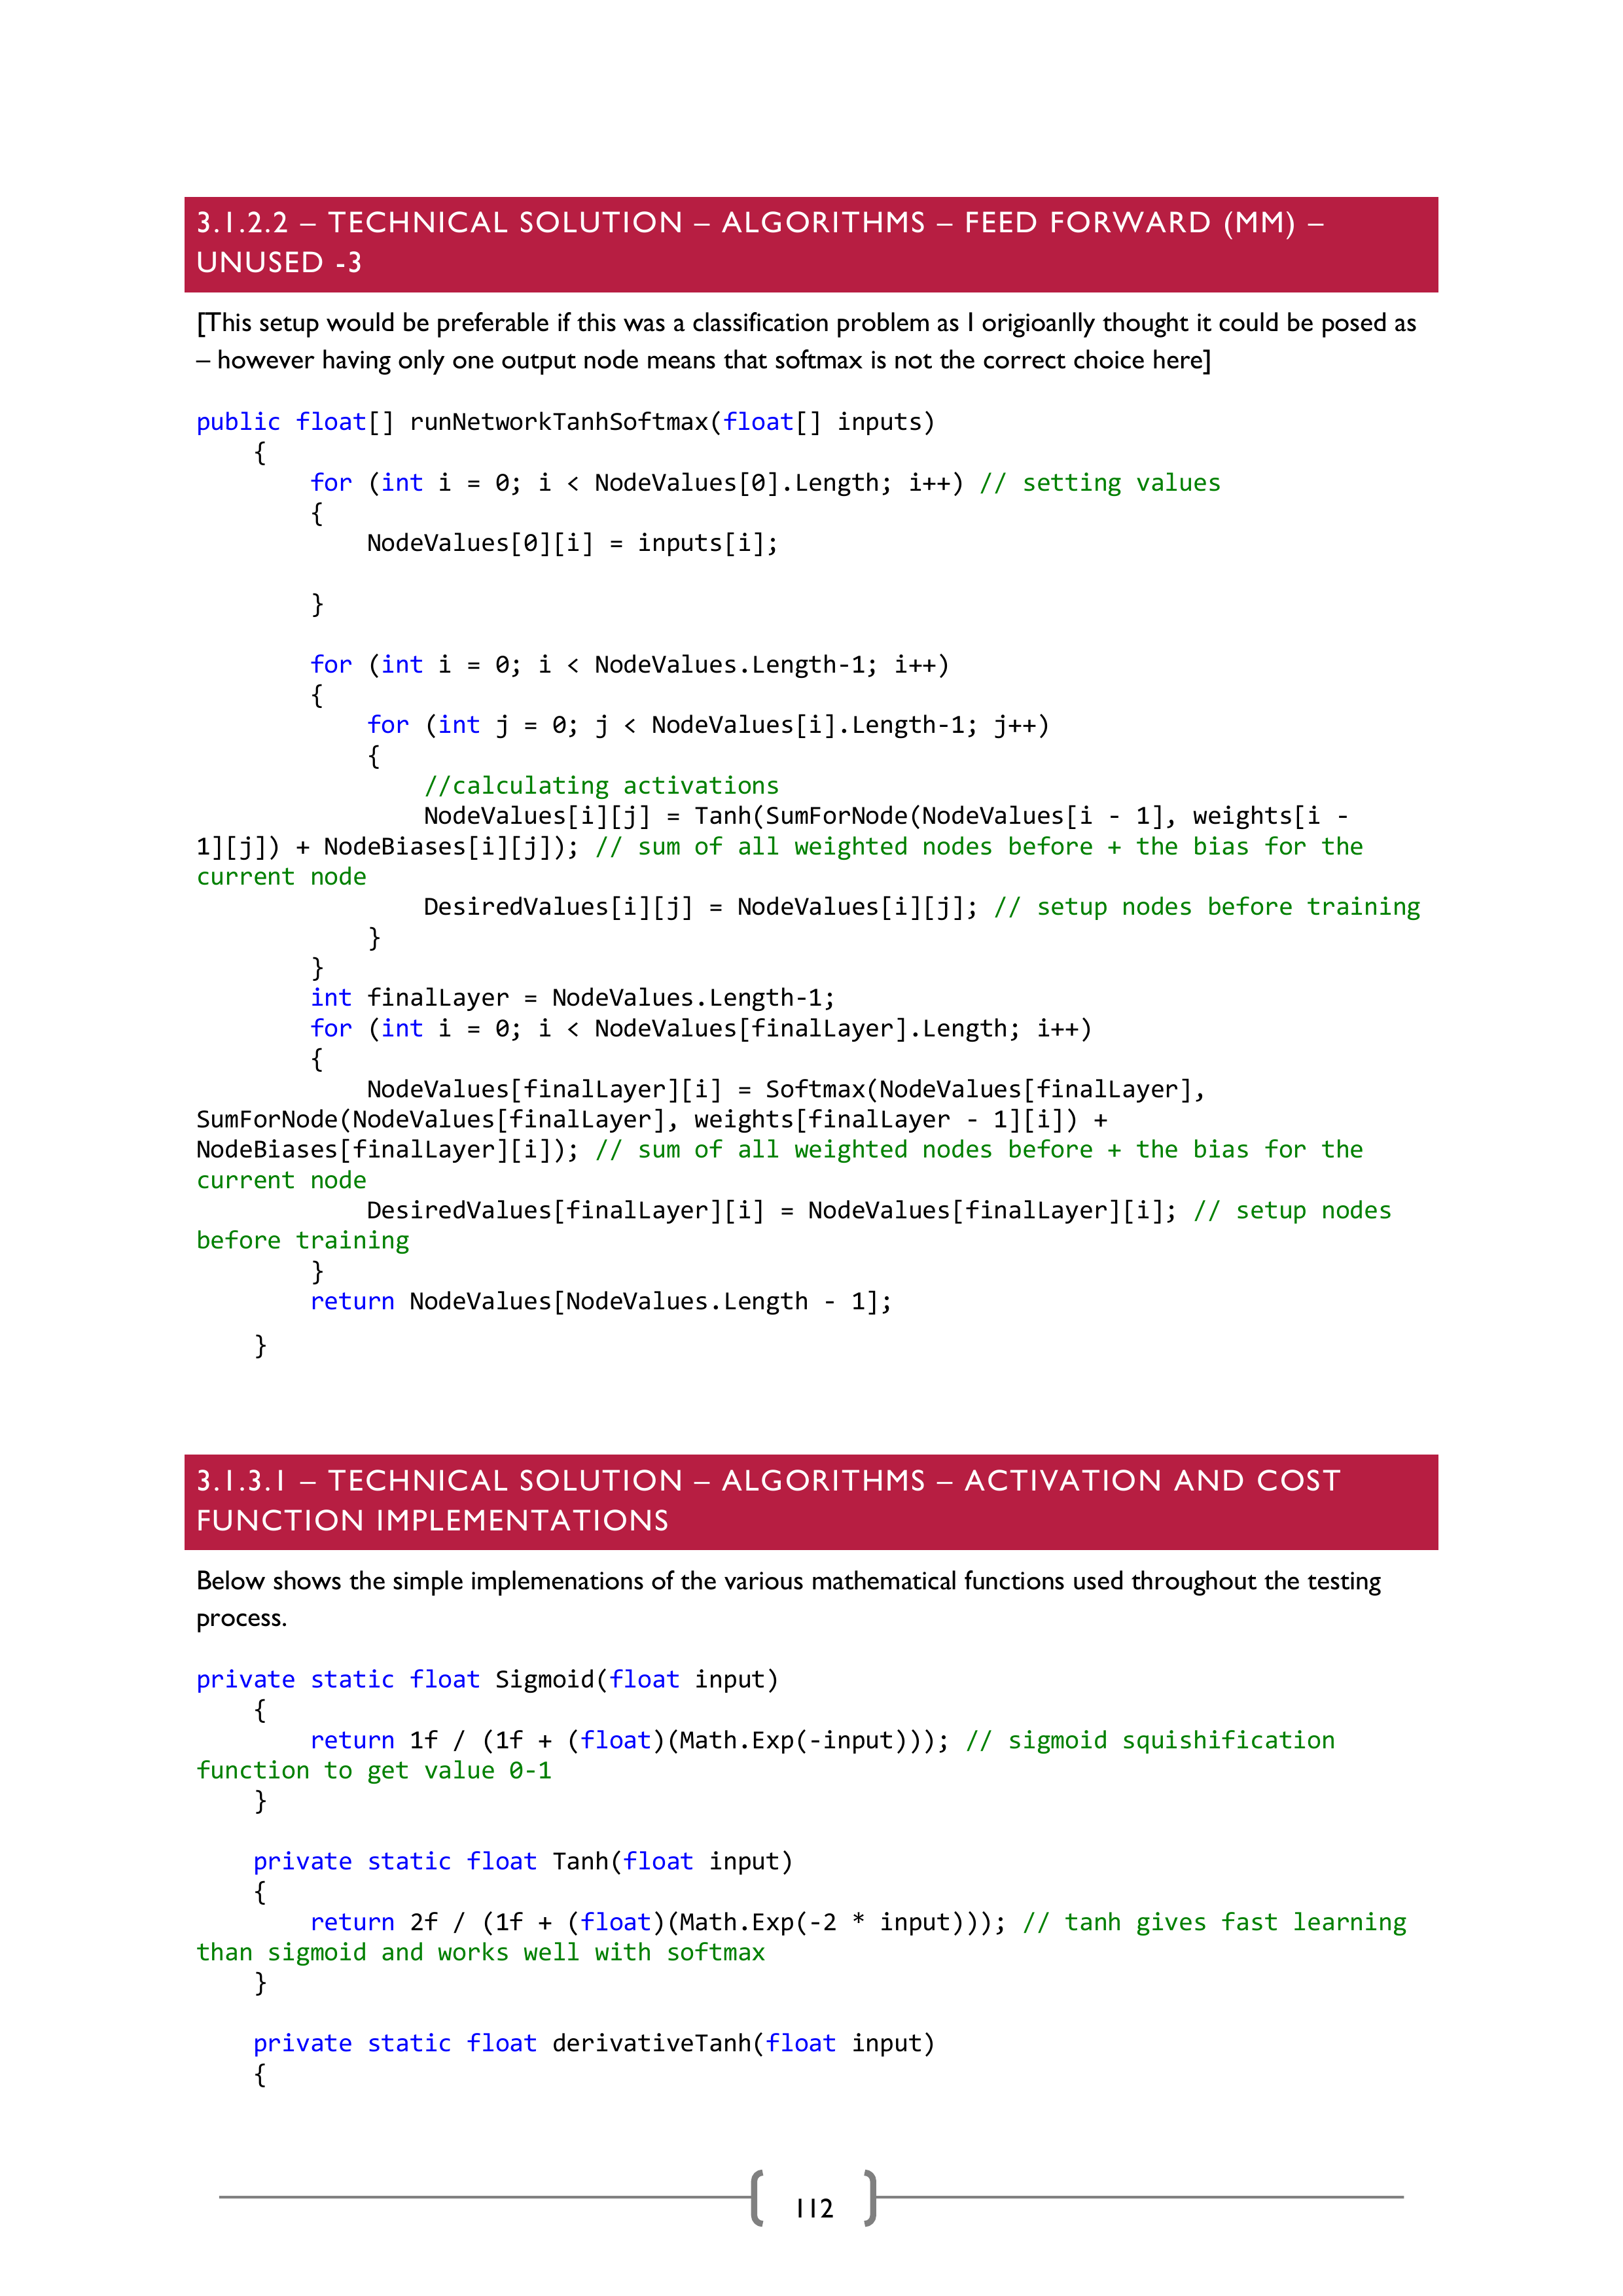 3.1.2.2 – TECHNICAL SOLUTION – ALGORITHMS – FEED FORWARD (MM) –
UNUSED -3
[This setup would be preferable if this was a classification problem as I origioanlly thought it could be posed as
– however having only one output node means that softmax is not the correct choice here]
public float[] runNetworkTanhSoftmax(float[] inputs)
    {
        for (int i = 0; i < NodeValues[0].Length; i++) // setting values
        {
            NodeValues[0][i] = inputs[i];
        }
        for (int i = 0; i < NodeValues.Length-1; i++)
        {
            for (int j = 0; j < NodeValues[i].Length-1; j++)
            {
                //calculating activations
                NodeValues[i][j] = Tanh(SumForNode(NodeValues[i - 1], weights[i -
1][j]) + NodeBiases[i][j]); // sum of all weighted nodes before + the bias for the
current node
                DesiredValues[i][j] = NodeValues[i][j]; // setup nodes before training
            }
        }
        int finalLayer = NodeValues.Length-1;
        for (int i = 0; i < NodeValues[finalLayer].Length; i++)
        {
            NodeValues[finalLayer][i] = Softmax(NodeValues[finalLayer],
SumForNode(NodeValues[finalLayer], weights[finalLayer - 1][i]) +
NodeBiases[finalLayer][i]); // sum of all weighted nodes before + the bias for the
current node
            DesiredValues[finalLayer][i] = NodeValues[finalLayer][i]; // setup nodes
before training
        }
        return NodeValues[NodeValues.Length - 1];
    }
3.1.3.1 – TECHNICAL SOLUTION – ALGORITHMS – ACTIVATION AND COST
FUNCTION IMPLEMENTATIONS
Below shows the simple implemenations of the various mathematical functions used throughout the testing
process.
private static float Sigmoid(float input)
    {
        return 1f / (1f + (float)(Math.Exp(-input))); // sigmoid squishification
function to get value 0-1
    }
    private static float Tanh(float input)
    {
        return 2f / (1f + (float)(Math.Exp(-2 * input))); // tanh gives fast learning
than sigmoid and works well with softmax
    }
    private static float derivativeTanh(float input)
    {
112